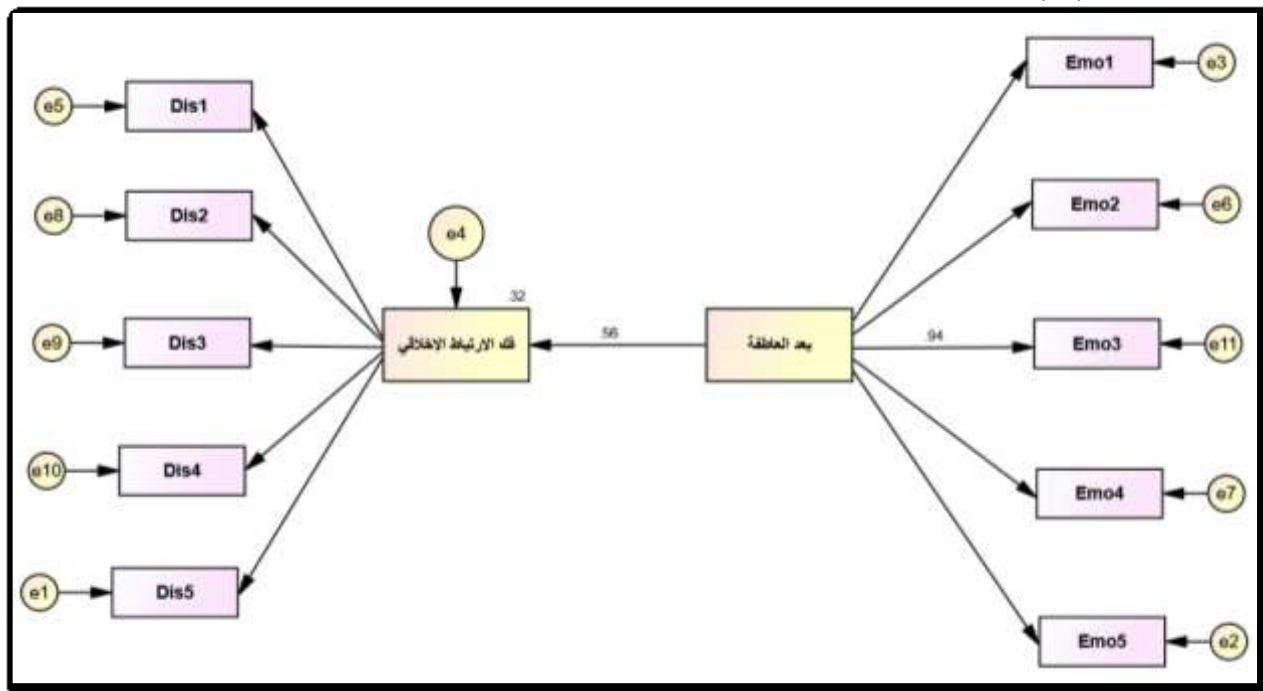 Emo1
e3
e5
Dis1
e8
Dis2
Emo2
e6
e4
.32
e9
Dis3
فك الارتباط الاخلاقي
.56
بعد العاطفة
.94
Emo3
e11
e10
Dis4
Emo4
e7
e1
Dis5
Emo5
e2